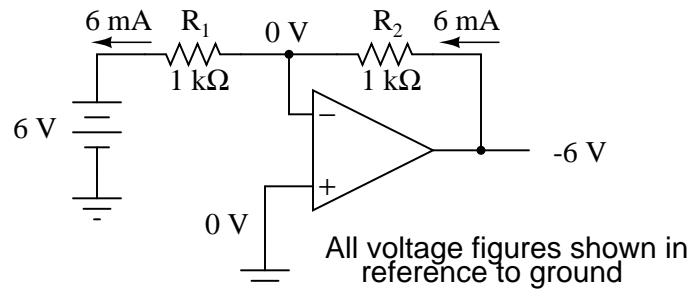 6 mA R₁ 0 V R₂ 6 mA
1 kΩ 1 kΩ
6 V
−
-6 V
+
0 V
All voltage figures shown in
reference to ground